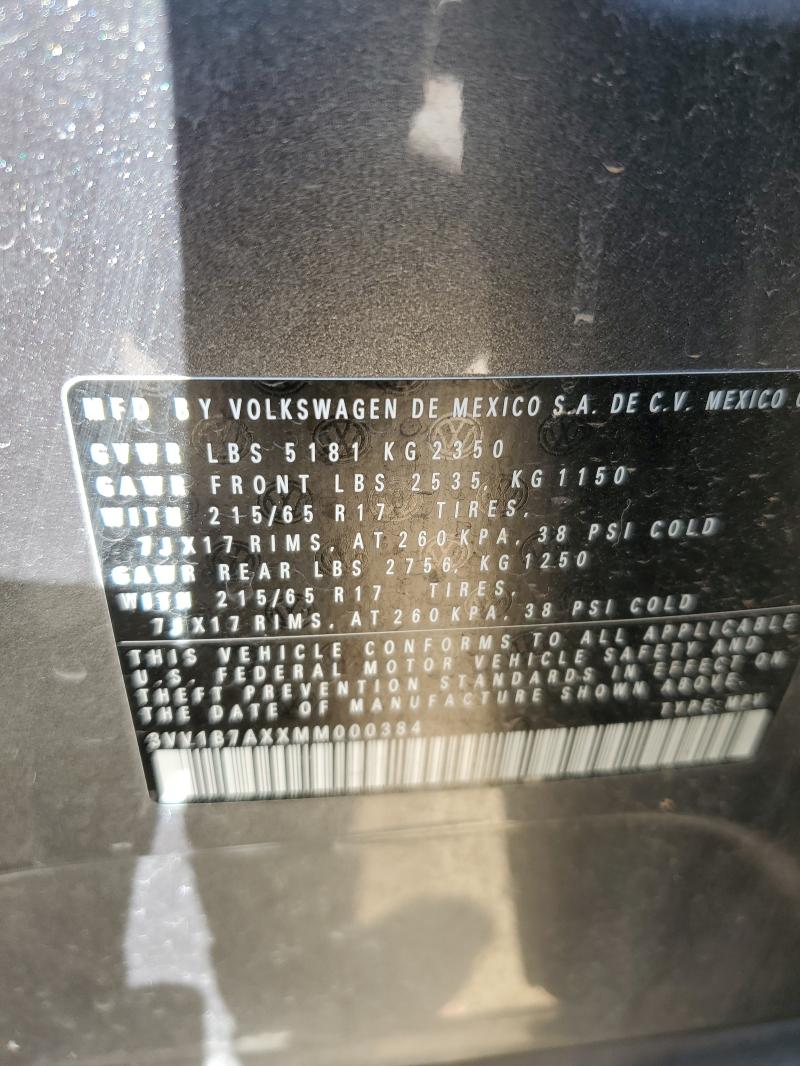 MFD BY VOLKSWAGEN DE MEXICO S.A. DE C.V. MEXICO
GVWR LBS 5181 KG 2350
GAWR FRONT LBS 2535, KG 1150
WITH 215/65 R17 TIRES,
7JX17 RIMS, AT 260 KPA, 38 PSI COLD
GAWR REAR LBS 2756, KG 1250
WITH 215/65 R17 TIRES,
7JX17 RIMS, AT 260 KPA, 38 PSI COLD
THIS VEHICLE CONFORMS TO ALL APPLICABLE
U.S. FEDERAL MOTOR VEHICLE SAFETY AND
THEFT PREVENTION STANDARDS IN EFFECT ON
THE DATE OF MANUFACTURE SHOWN ABOVE.
TYPE: MPV
3VV1B7AXXMM000384